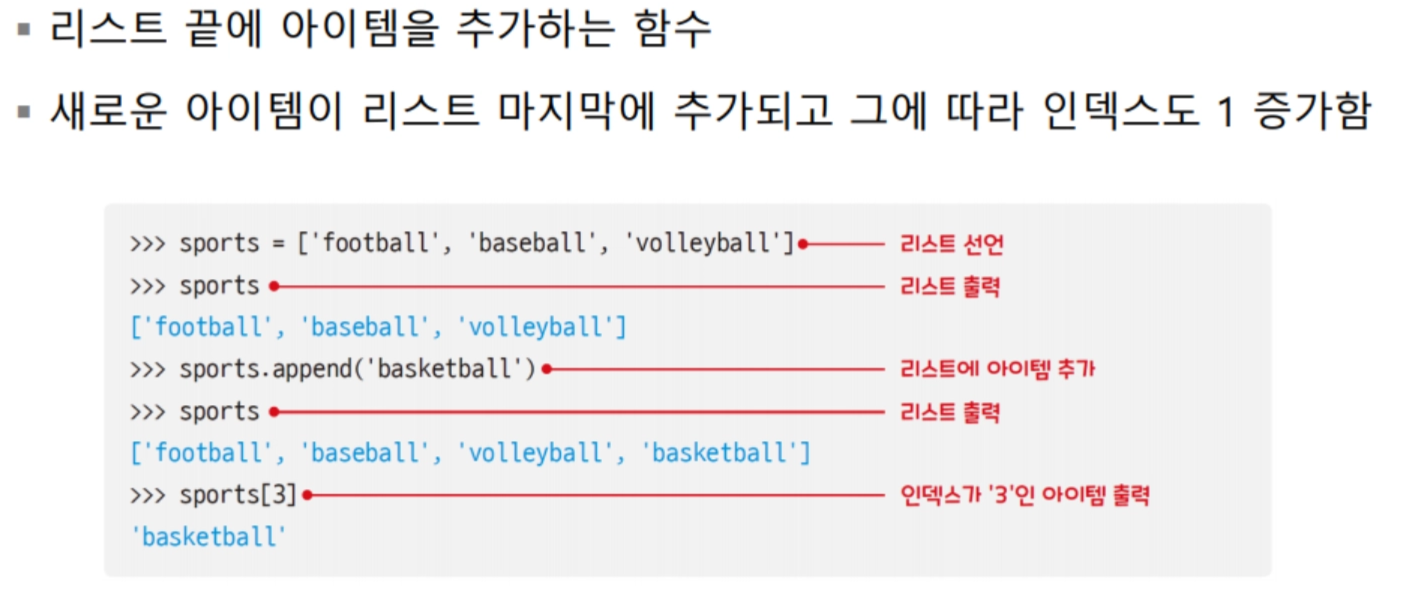 ▪ 리스트 끝에 아이템을 추가하는 함수
▪ 새로운 아이템이 리스트 마지막에 추가되고 그에 따라 인덱스도 1 증가함
>>> sports = ['football', 'baseball', 'volleyball'] 리스트 선언
>>> sports 리스트 출력
['football', 'baseball', 'volleyball']
>>> sports.append('basketball') 리스트에 아이템 추가
>>> sports 리스트 출력
['football', 'baseball', 'volleyball', 'basketball']
>>> sports[3] 인덱스가 '3'인 아이템 출력
'basketball'